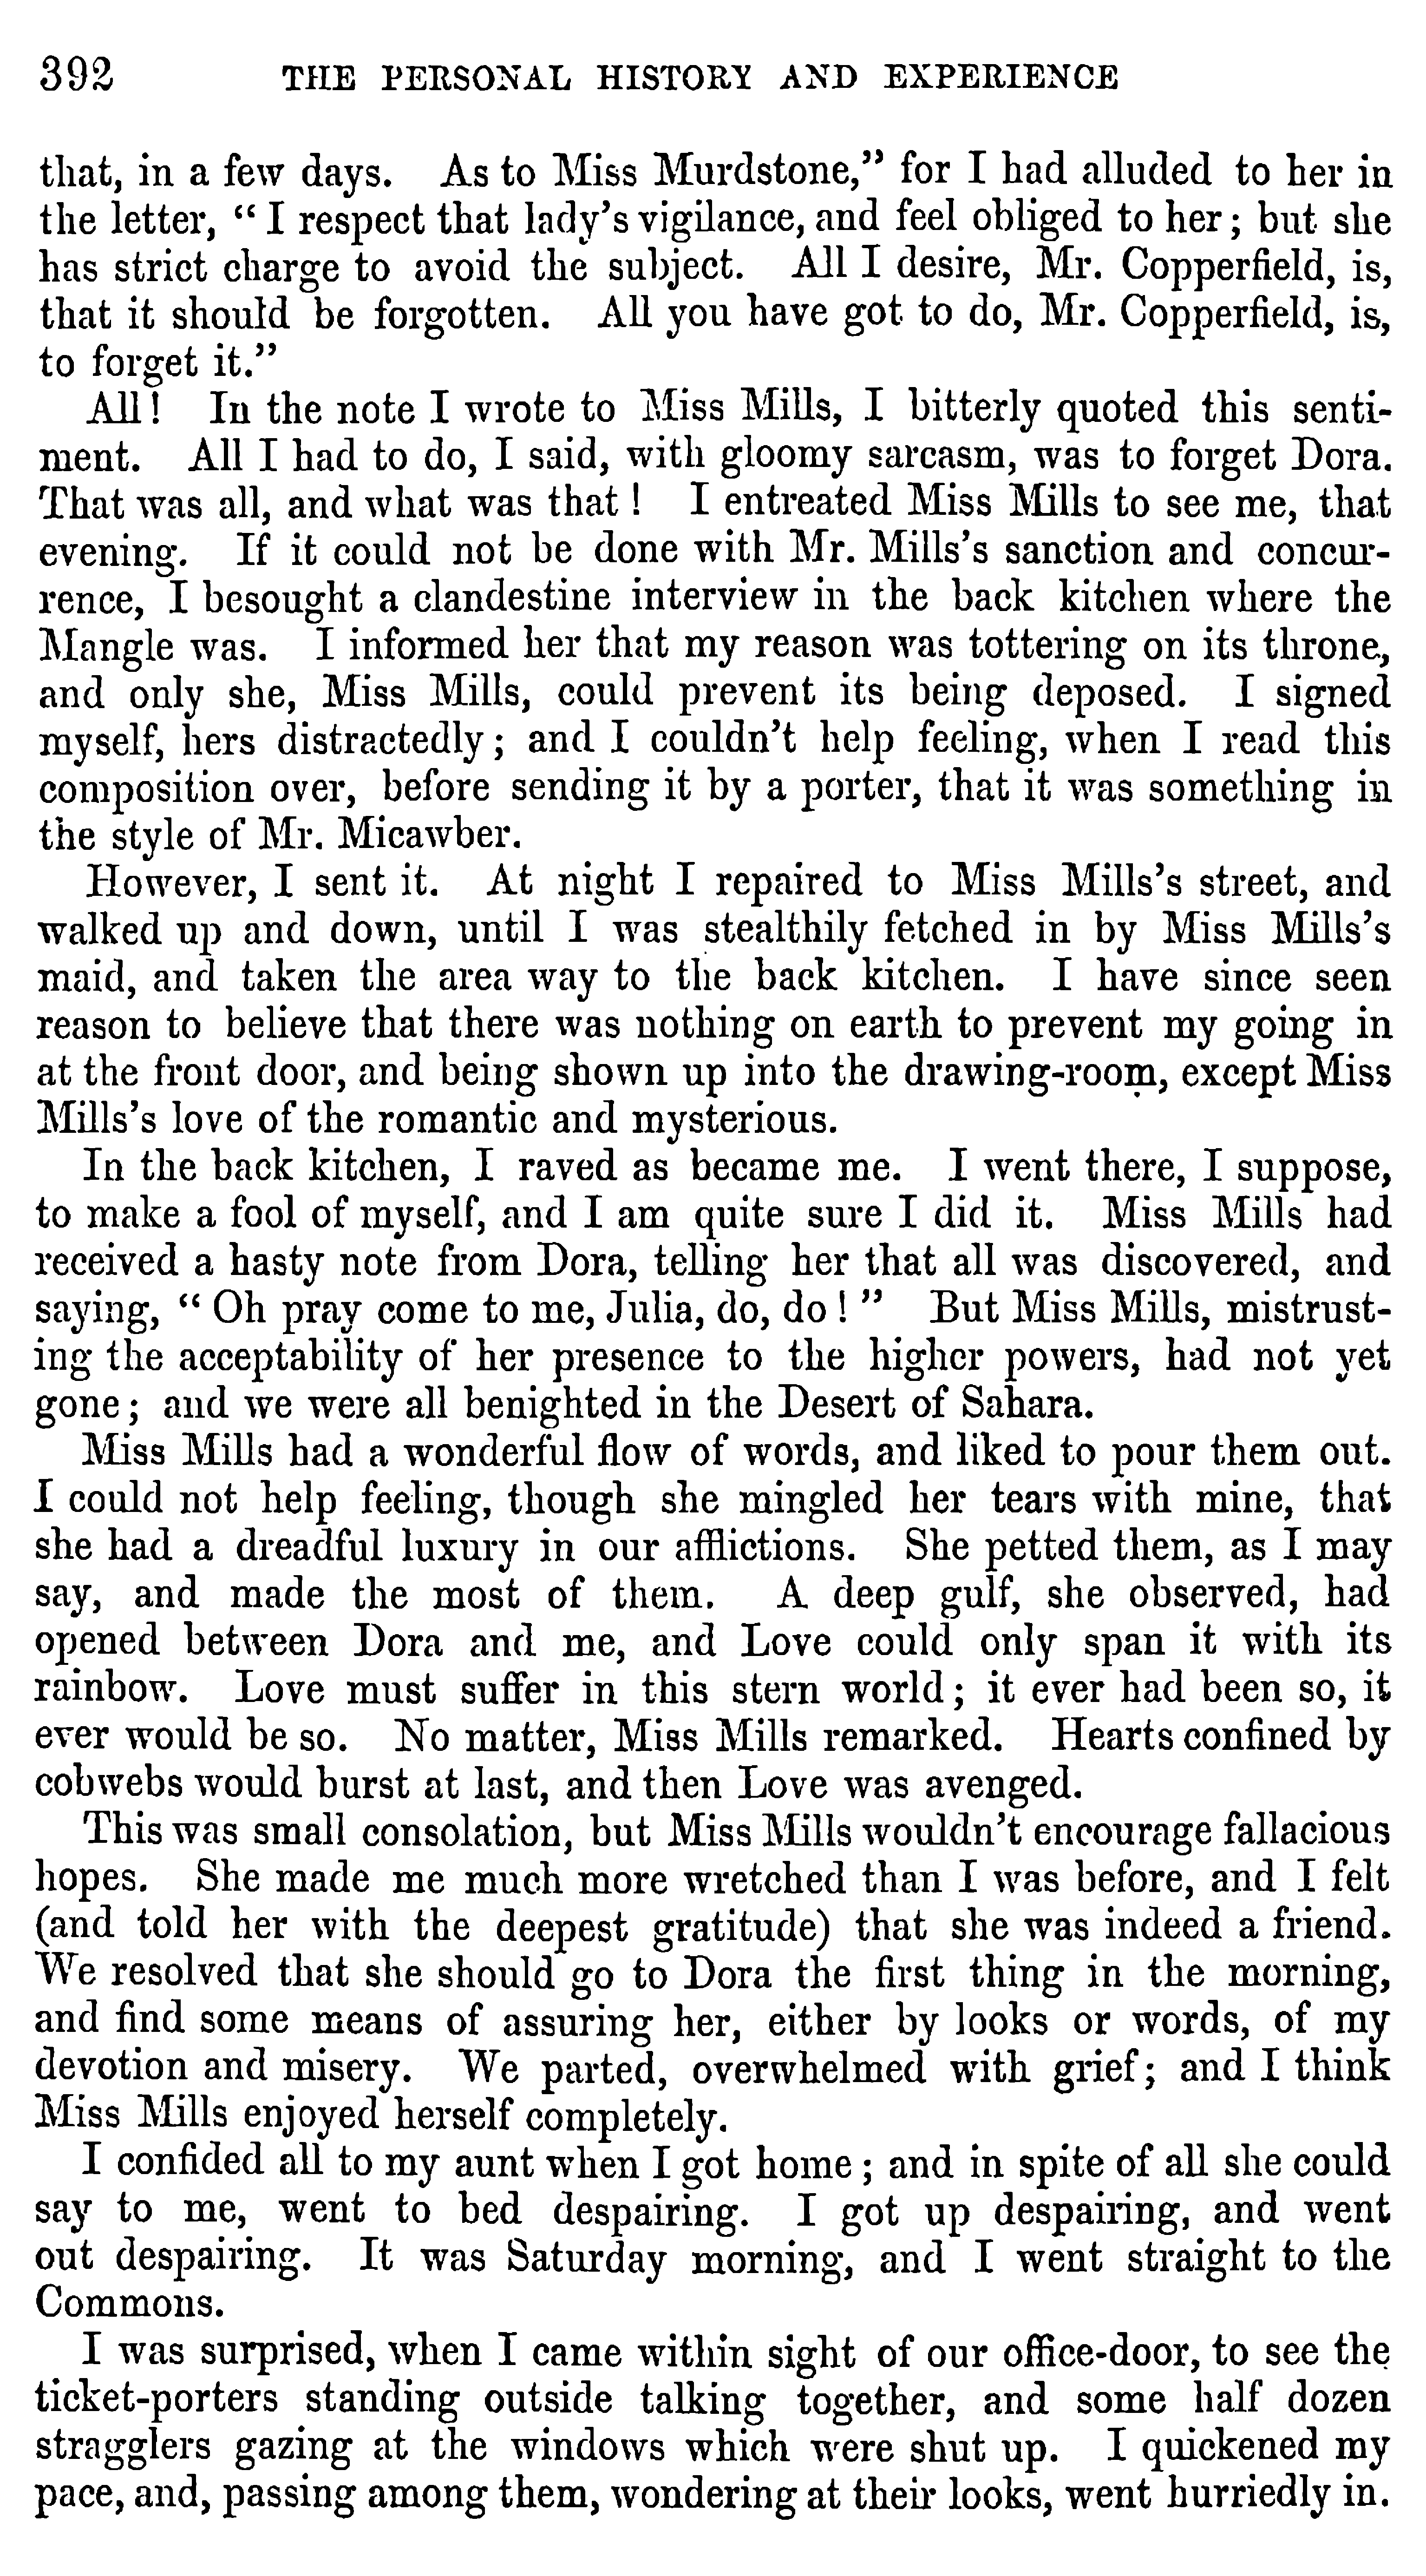 392 THE PERSONAL HISTORY AND EXPERIENCE
that, in a few days. As to Miss Murdstone,” for I had alluded to her in
the letter, “ I respect that lady’s vigilance, and feel obliged to her ; but she
has strict charge to avoid the subject. All I desire, Mr. Copperfield, is,
that it should be forgotten. All you have got to do, Mr. Copperfield, is,
to forget it.”
All ! In the note I wrote to Miss Mills, I bitterly quoted this senti-
ment. All I had to do, I said, with gloomy sarcasm, was to forget Dora.
That was all, and what was that ! I entreated Miss Mills to see me, that
evening. If it could not be done with Mr. Mills’s sanction and concur-
rence, I besought a clandestine interview in the back kitchen where the
Mangle was. I informed her that my reason was tottering on its throne,
and only she, Miss Mills, could prevent its being deposed. I signed
myself, hers distractedly ; and I couldn’t help feeling, when I read this
composition over, before sending it by a porter, that it was something in
the style of Mr. Micawber.
However, I sent it. At night I repaired to Miss Mills’s street, and
walked up and down, until I was stealthily fetched in by Miss Mills’s
maid, and taken the area way to the back kitchen. I have since seen
reason to believe that there was nothing on earth to prevent my going in
at the front door, and being shown up into the drawing-room, except Miss
Mills’s love of the romantic and mysterious.
In the back kitchen, I raved as became me. I went there, I suppose,
to make a fool of myself, and I am quite sure I did it. Miss Mills had
received a hasty note from Dora, telling her that all was discovered, and
saying, “ Oh pray come to me, Julia, do, do ! ” But Miss Mills, mistrust-
ing the acceptability of her presence to the higher powers, had not yet
gone ; and we were all benighted in the Desert of Sahara.
Miss Mills had a wonderful flow of words, and liked to pour them out.
I could not help feeling, though she mingled her tears with mine, that
she had a dreadful luxury in our afflictions. She petted them, as I may
say, and made the most of them. A deep gulf, she observed, had
opened between Dora and me, and Love could only span it with its
rainbow. Love must suffer in this stern world ; it ever had been so, it
ever would be so. No matter, Miss Mills remarked. Hearts confined by
cobwebs would burst at last, and then Love was avenged.
This was small consolation, but Miss Mills wouldn’t encourage fallacious
hopes. She made me much more wretched than I was before, and I felt
(and told her with the deepest gratitude) that she was indeed a friend.
We resolved that she should go to Dora the first thing in the morning,
and find some means of assuring her, either by looks or words, of my
devotion and misery. We parted, overwhelmed with grief ; and I think
Miss Mills enjoyed herself completely.
I confided all to my aunt when I got home ; and in spite of all she could
say to me, went to bed despairing. I got up despairing, and went
out despairing. It was Saturday morning, and I went straight to the
Commons.
I was surprised, when I came within sight of our office-door, to see the
ticket-porters standing outside talking together, and some half dozen
stragglers gazing at the windows which were shut up. I quickened my
pace, and, passing among them, wondering at their looks, went hurriedly in.